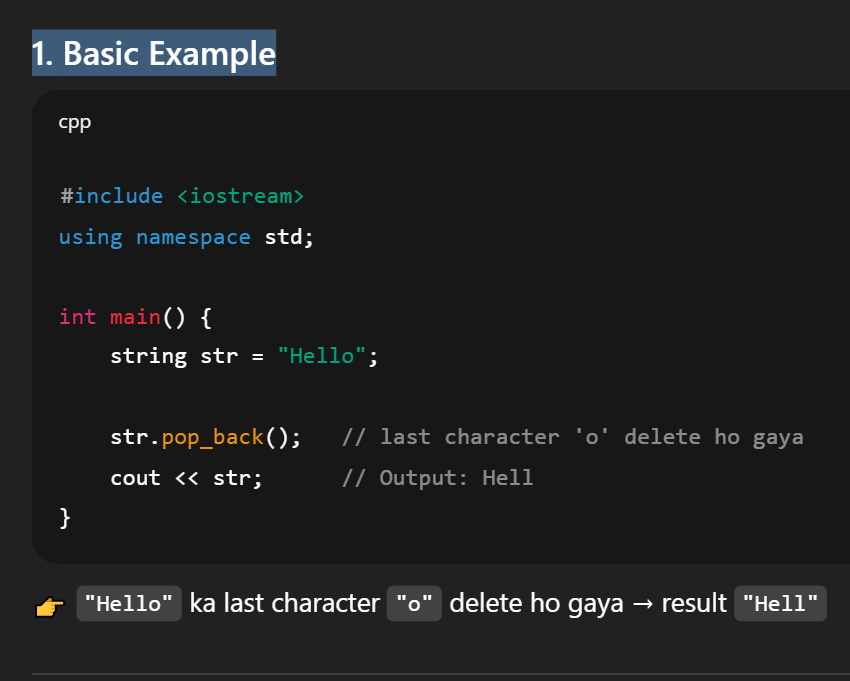 1. Basic Example
cpp
#include <iostream>
using namespace std;
int main() {
    string str = "Hello";
    str.pop_back();   // last character 'o' delete ho gaya
    cout << str;      // Output: Hell
}
👉 "Hello" ka last character "o" delete ho gaya → result "Hell"